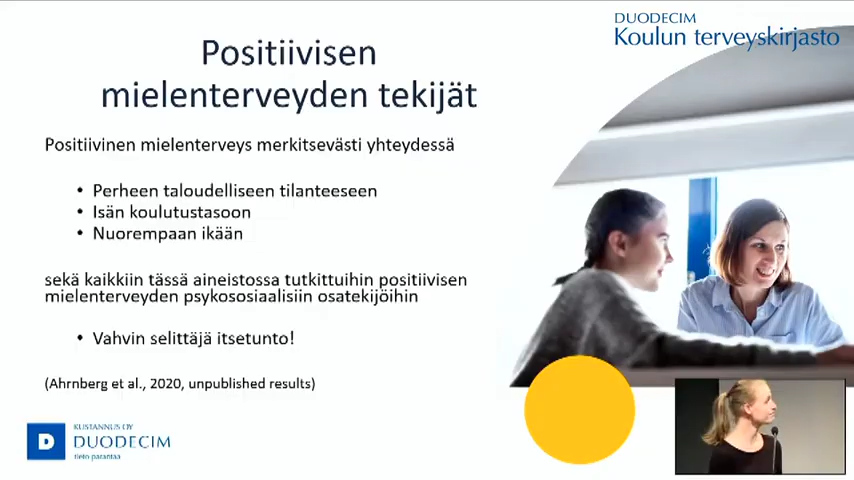 DUODECIM
Koulun terveyskirjasto
Positiivisen
mielenterveyden tekijät
Positiivinen mielenterveys merkitsevästi yhteydessä
• Perheen taloudelliseen tilanteeseen
• Isän koulutustasoon
• Nuorempaan ikään
sekä kaikkiin tässä aineistossa tutkittuihin positiivisen
mielenterveyden psykososiaalisiin osatekijöihin
• Vahvin selittäjä itsetunto!
(Ahrnberg et al., 2020, unpublished results)
D
KUSTANNUS OY
DUODECIM
tieto parantaa